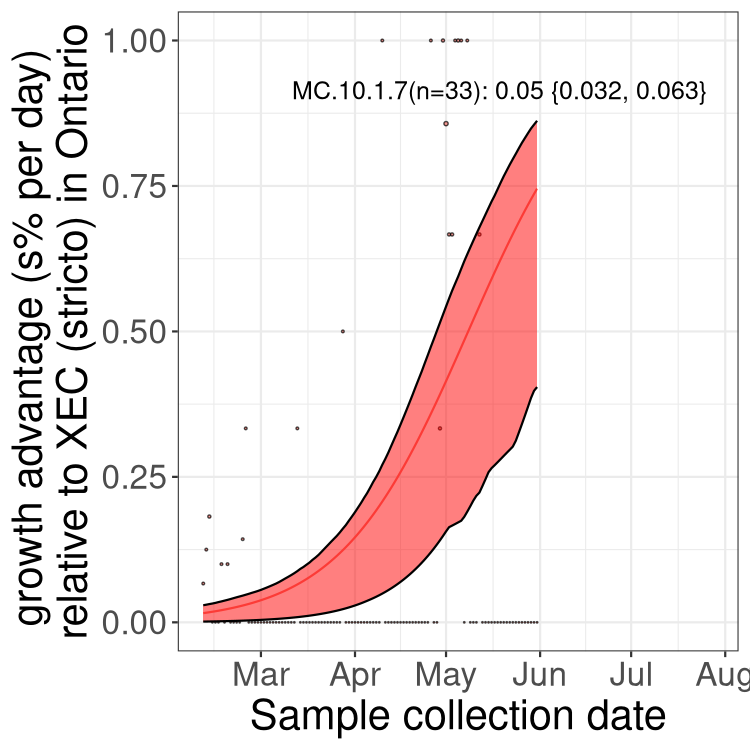 growth advantage (s% per day)
relative to XEC (stricto) in Ontario
1.00
0.75
0.50
0.25
0.00
MC.10.1.7(n=33): 0.05 {0.032, 0.063}
Mar Apr May Jun Jul Aug
Sample collection date